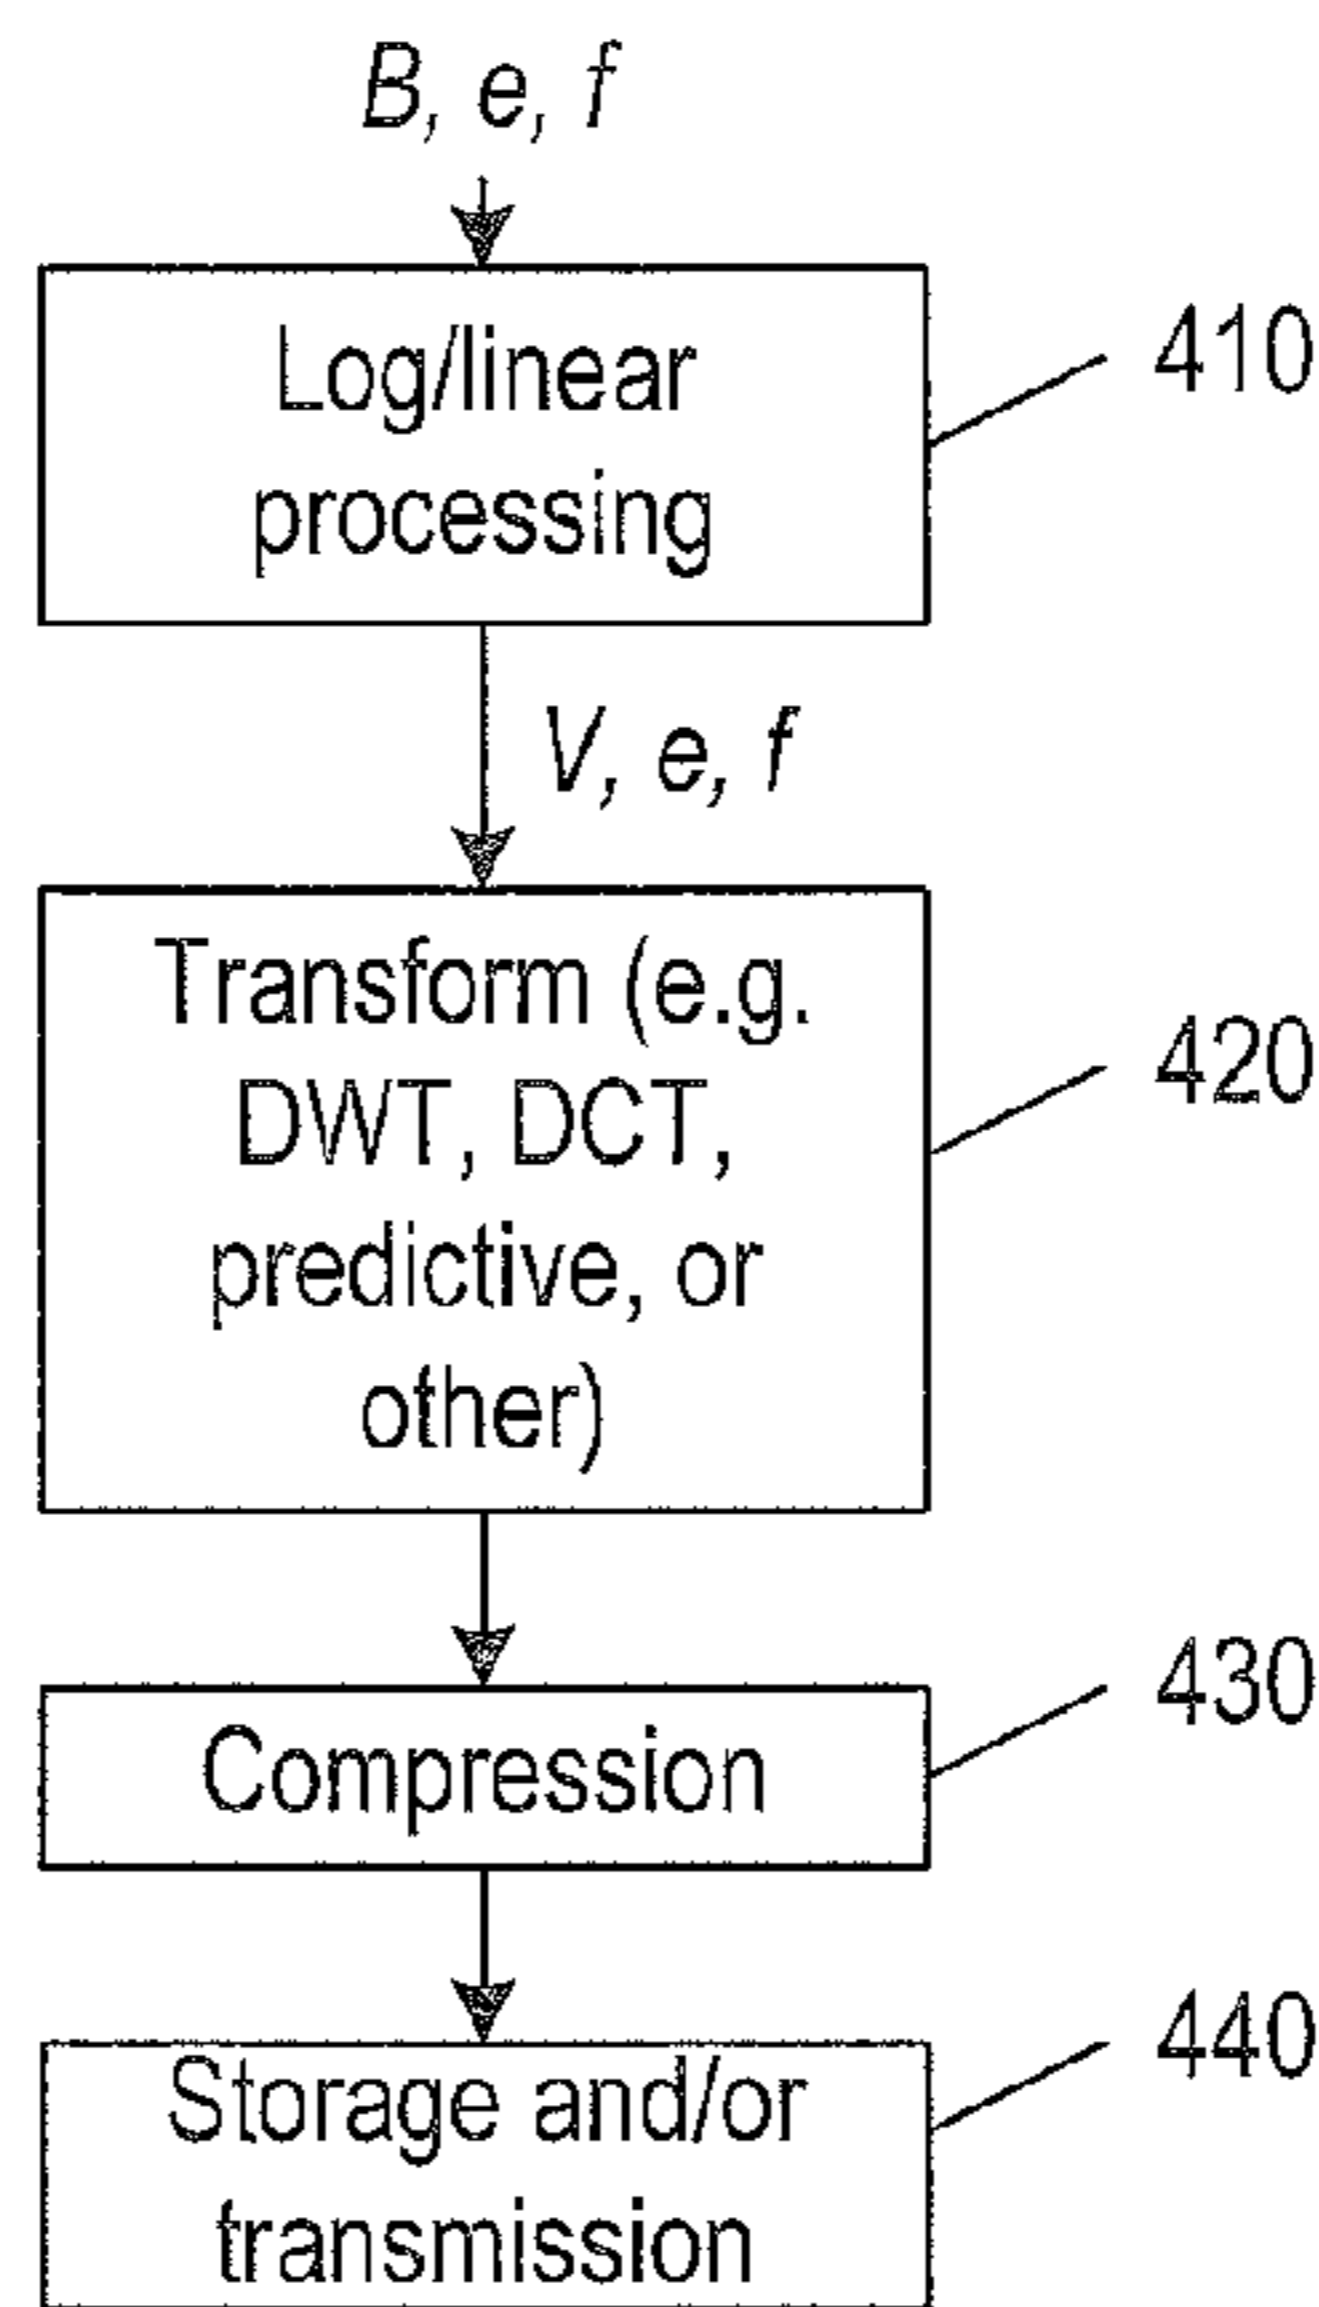 B, e, f
Log/linear
processing
410
V, e, f
Transform (e.g.
DWT, DCT,
predictive, or
other)
420
Compression
430
Storage and/or
transmission
440